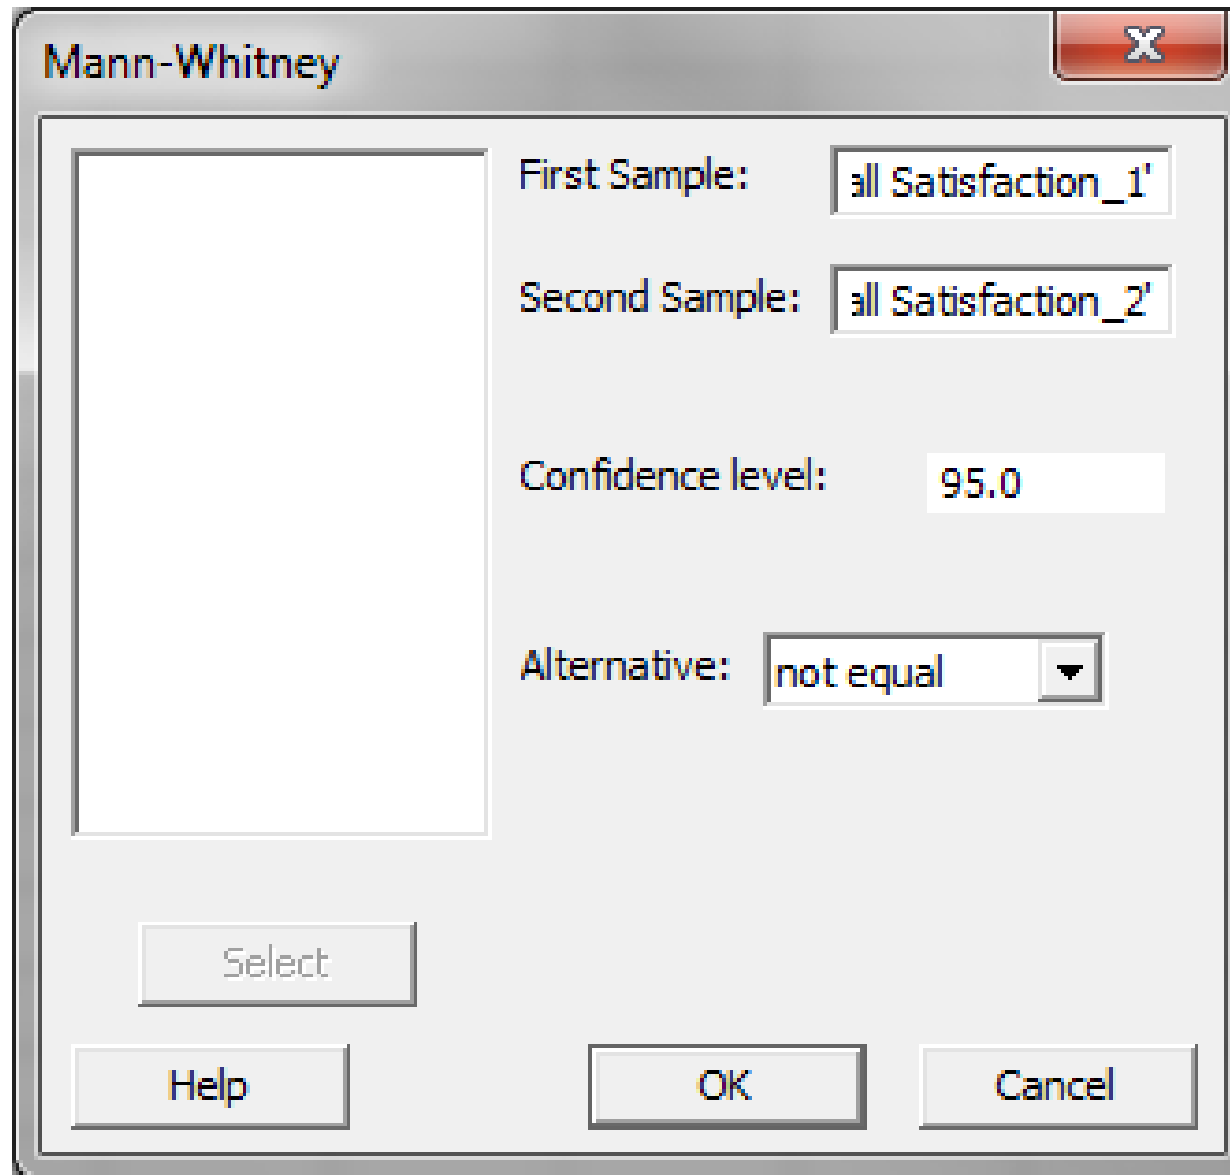 Mann-Whitney
First Sample: all Satisfaction_1'
Second Sample: all Satisfaction_2'
Confidence level: 95.0
Alternative: not equal
Select
Help OK Cancel